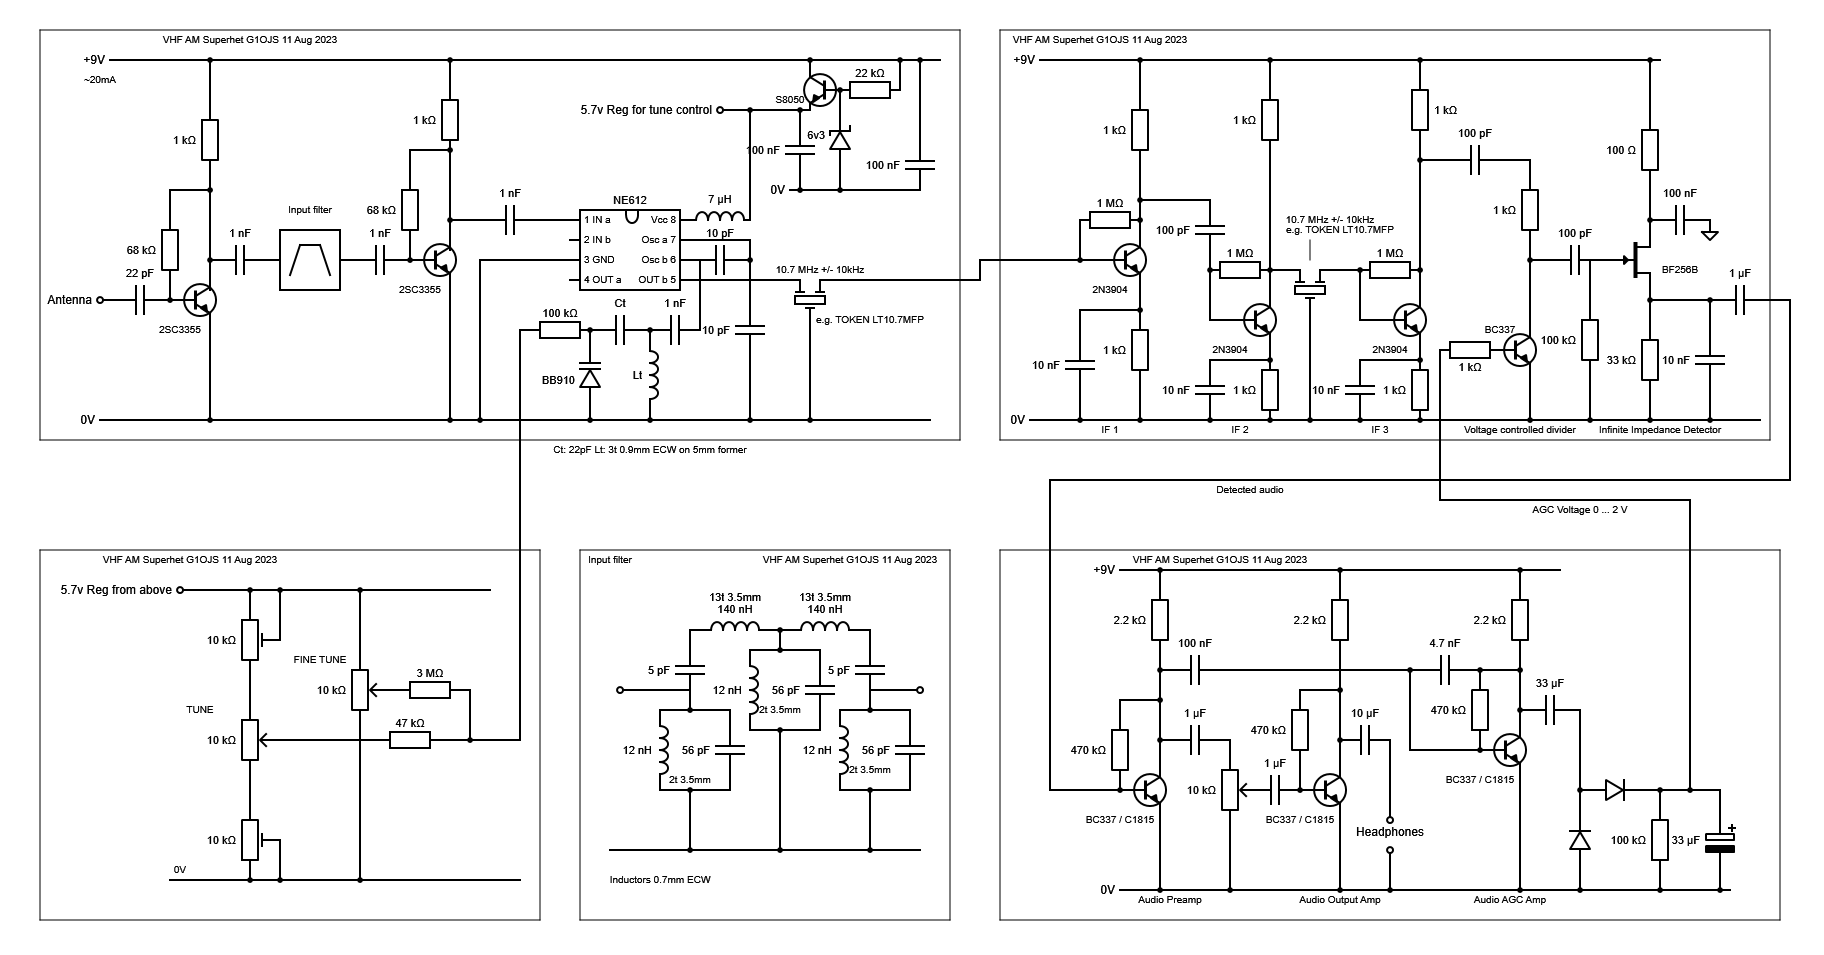 VHF AM Superhet G1OJS 11 Aug 2023
+9V
~20mA
1 kΩ
68 kΩ
22 pF
Antenna
2SC3355
1 nF
Input filter
1 nF
68 kΩ
1 kΩ
2SC3355
1 nF
5.7v Reg for tune control
S8050
22 kΩ
6v3
100 nF
100 nF
0V
NE612
1 IN a
2 IN b
3 GND
4 OUT a
Vcc 8
Osc a 7
Osc b 6
OUT b 5
7 µH
10 pF
10.7 MHz +/- 10kHz
e.g. TOKEN LT10.7MFP
100 kΩ
Ct
1 nF
10 pF
BB910
Lt
0V
Ct: 22pF Lt: 3t 0.9mm ECW on 5mm former
VHF AM Superhet G1OJS 11 Aug 2023
+9V
1 kΩ
1 MΩ
2N3904
10 nF
1 kΩ
100 pF
1 kΩ
1 MΩ
2N3904
10 nF
1 kΩ
10.7 MHz +/- 10kHz
e.g. TOKEN LT10.7MFP
1 kΩ
1 MΩ
2N3904
10 nF
1 kΩ
100 pF
1 kΩ
100 pF
BC337
1 kΩ
100 kΩ
100 Ω
100 nF
BF256B
1 µF
33 kΩ
10 nF
0V
IF 1
IF 2
IF 3
Voltage controlled divider
Infinite Impedance Detector
Detected audio
AGC Voltage 0 ... 2 V
VHF AM Superhet G1OJS 11 Aug 2023
5.7v Reg from above
10 kΩ
FINE TUNE
10 kΩ
3 MΩ
TUNE
10 kΩ
47 kΩ
10 kΩ
0V
Input filter
VHF AM Superhet G1OJS 11 Aug 2023
13t 3.5mm
140 nH
13t 3.5mm
140 nH
5 pF
12 nH
56 pF
2t 3.5mm
5 pF
12 nH
56 pF
2t 3.5mm
12 nH
56 pF
2t 3.5mm
Inductors 0.7mm ECW
VHF AM Superhet G1OJS 11 Aug 2023
+9V
2.2 kΩ
100 nF
470 kΩ
1 µF
BC337 / C1815
10 kΩ
2.2 kΩ
470 kΩ
1 µF
10 µF
BC337 / C1815
Headphones
2.2 kΩ
4.7 nF
470 kΩ
33 µF
BC337 / C1815
100 kΩ
33 µF
+
0V
Audio Preamp
Audio Output Amp
Audio AGC Amp